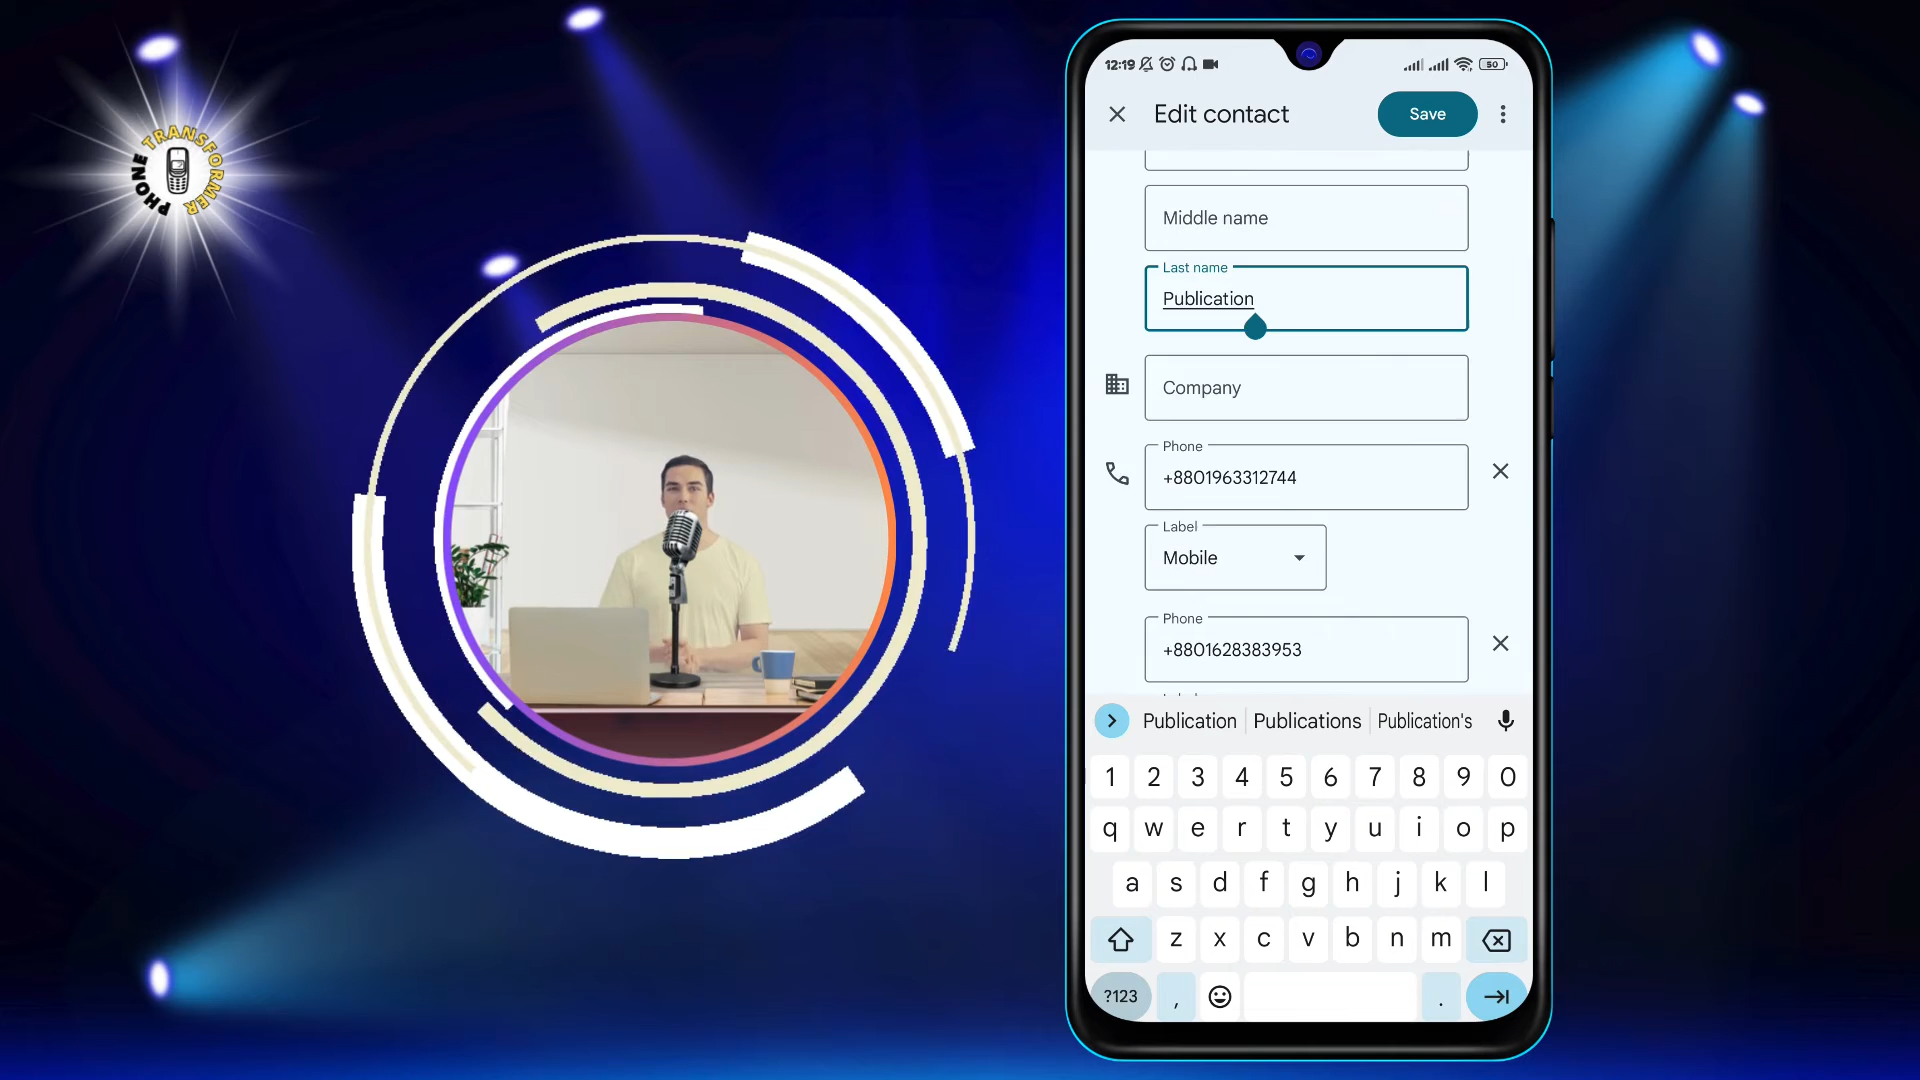 PHONE TRANSFORMER
12:19
50
Edit contact
Save
Middle name
Last name
Publication
Company
Phone
+8801963312744
Label
Mobile
Phone
+8801628383953
Publication
Publications
Publication's
1 2 3 4 5 6 7 8 9 0
q w e r t y u i o p
a s d f g h j k l
z x c v b n m
?123 , .